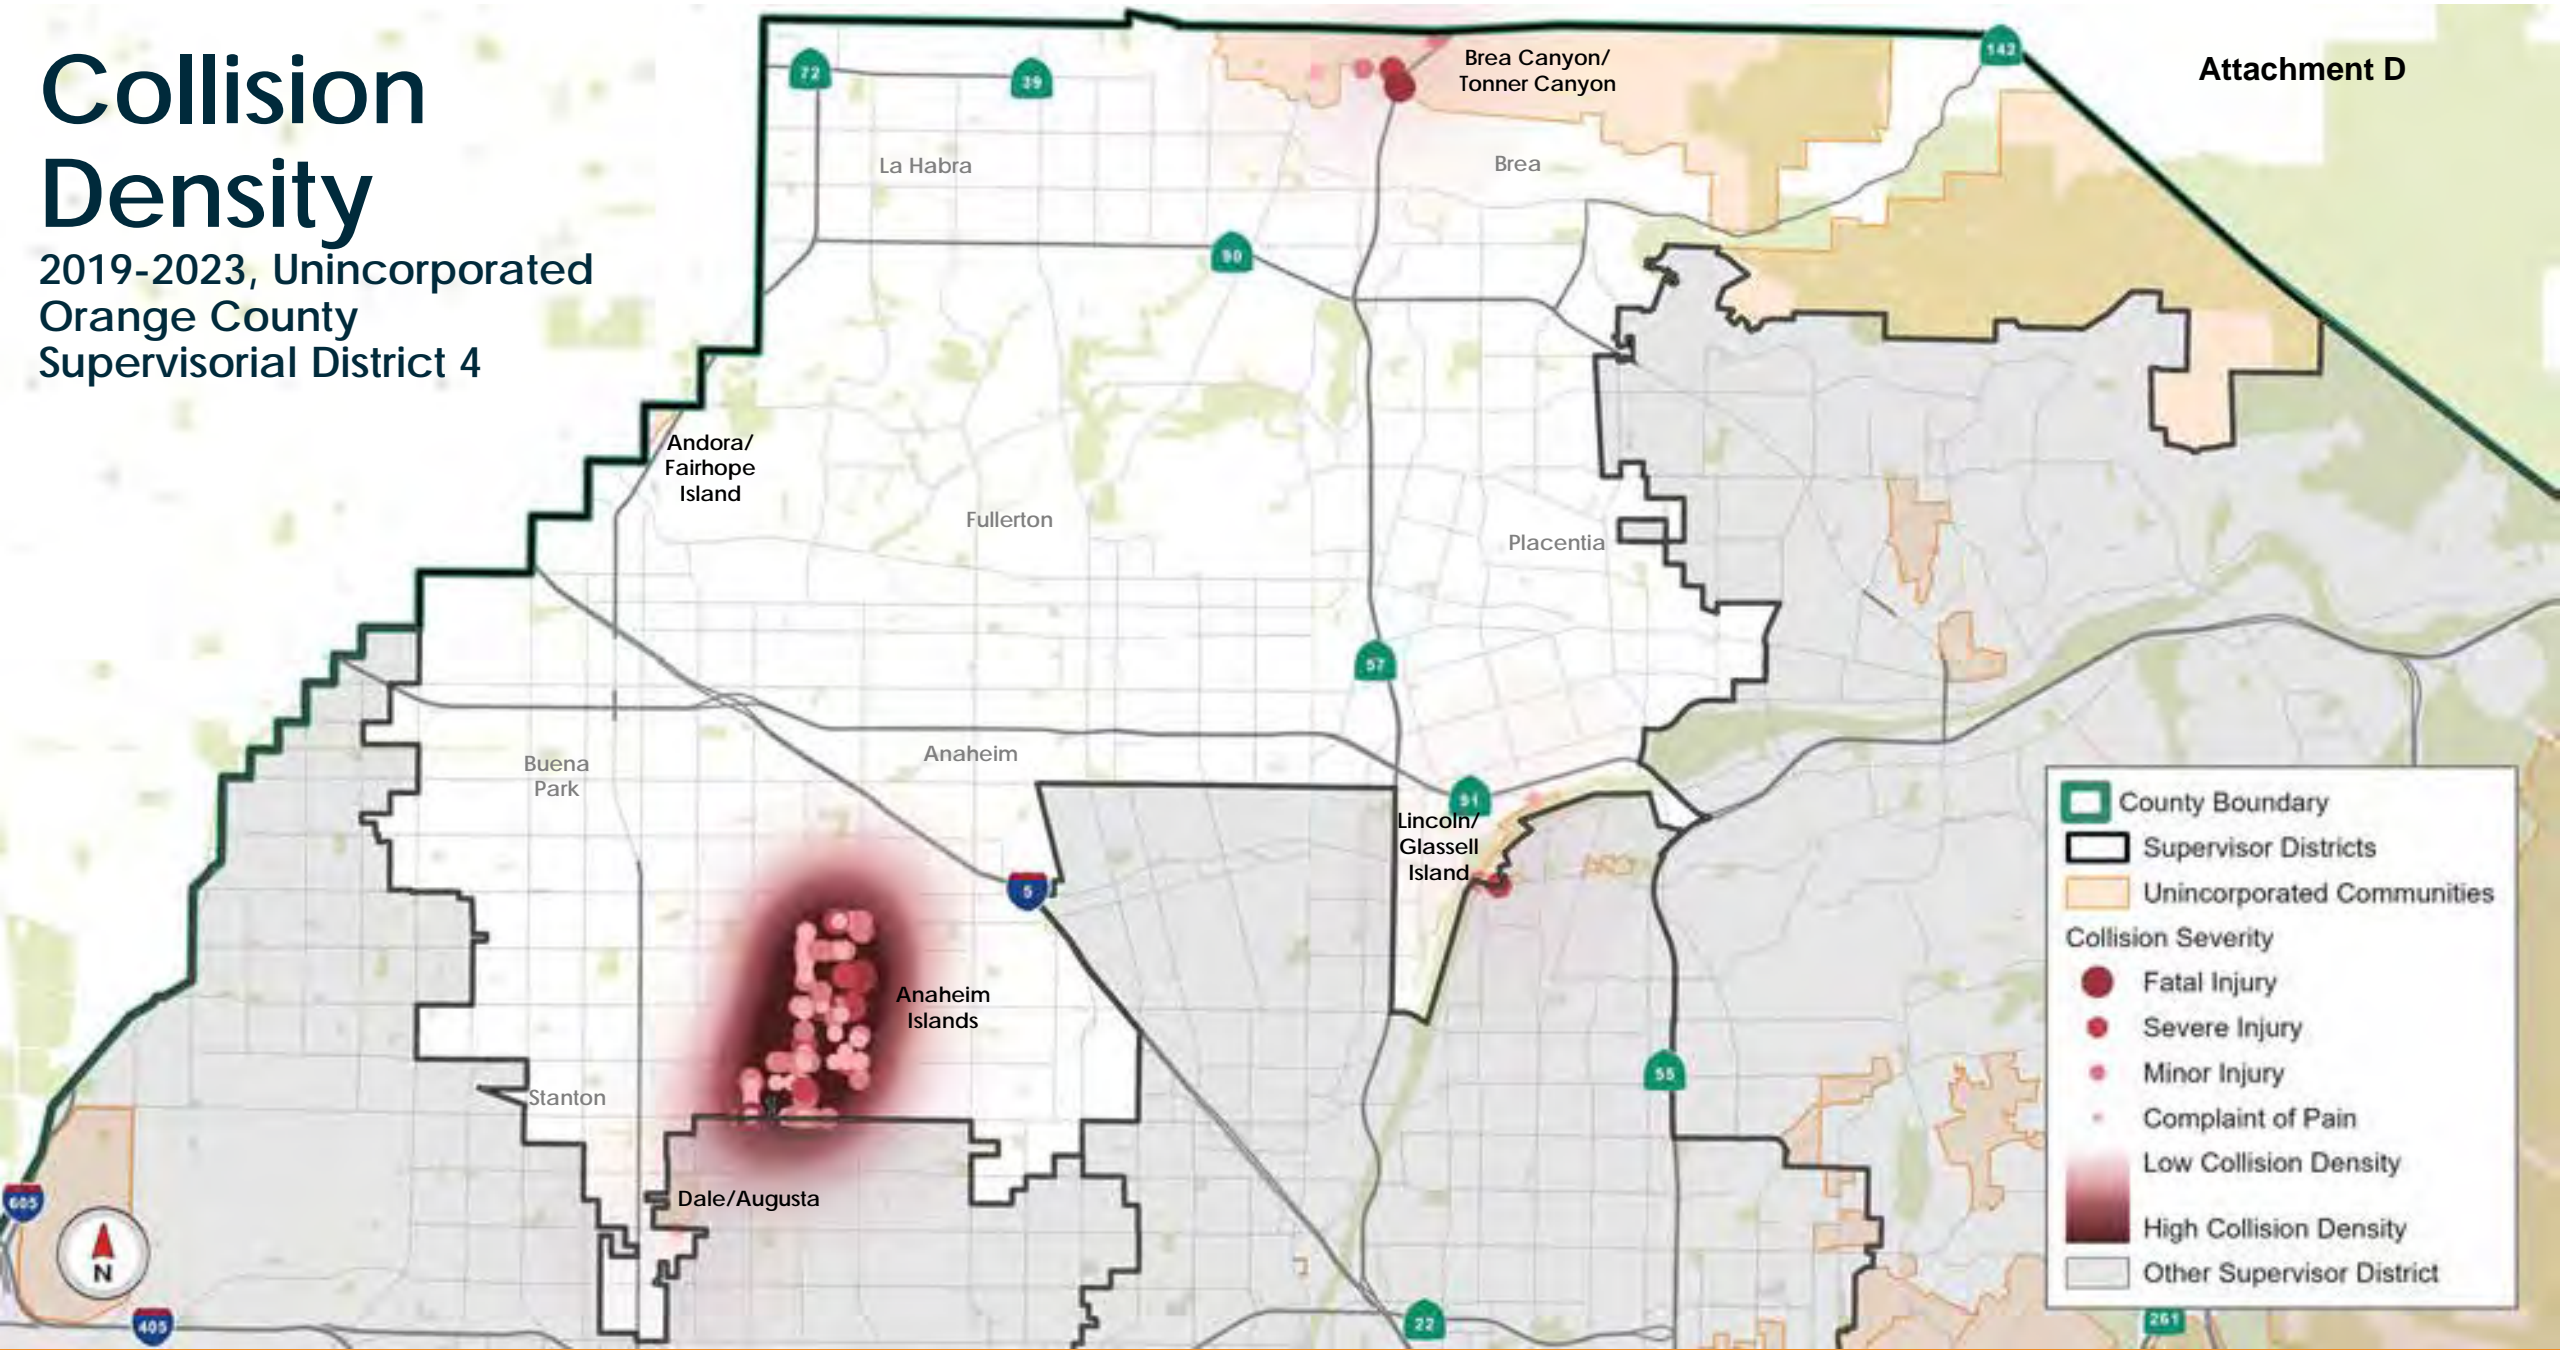 Collision
Density
2019-2023, Unincorporated
Orange County
Supervisorial District 4
Attachment D
142
72
39
Brea Canyon/
Tonner Canyon
La Habra
Brea
90
Andora/
Fairhope
Island
Fullerton
Placentia
57
Anaheim
Buena
Park
91
Lincoln/
Glassell
Island
5
Anaheim
Islands
Stanton
55
Dale/Augusta
605
N
405
22
261
County Boundary
Supervisor Districts
Unincorporated Communities
Collision Severity
Fatal Injury
Severe Injury
Minor Injury
Complaint of Pain
Low Collision Density
High Collision Density
Other Supervisor District